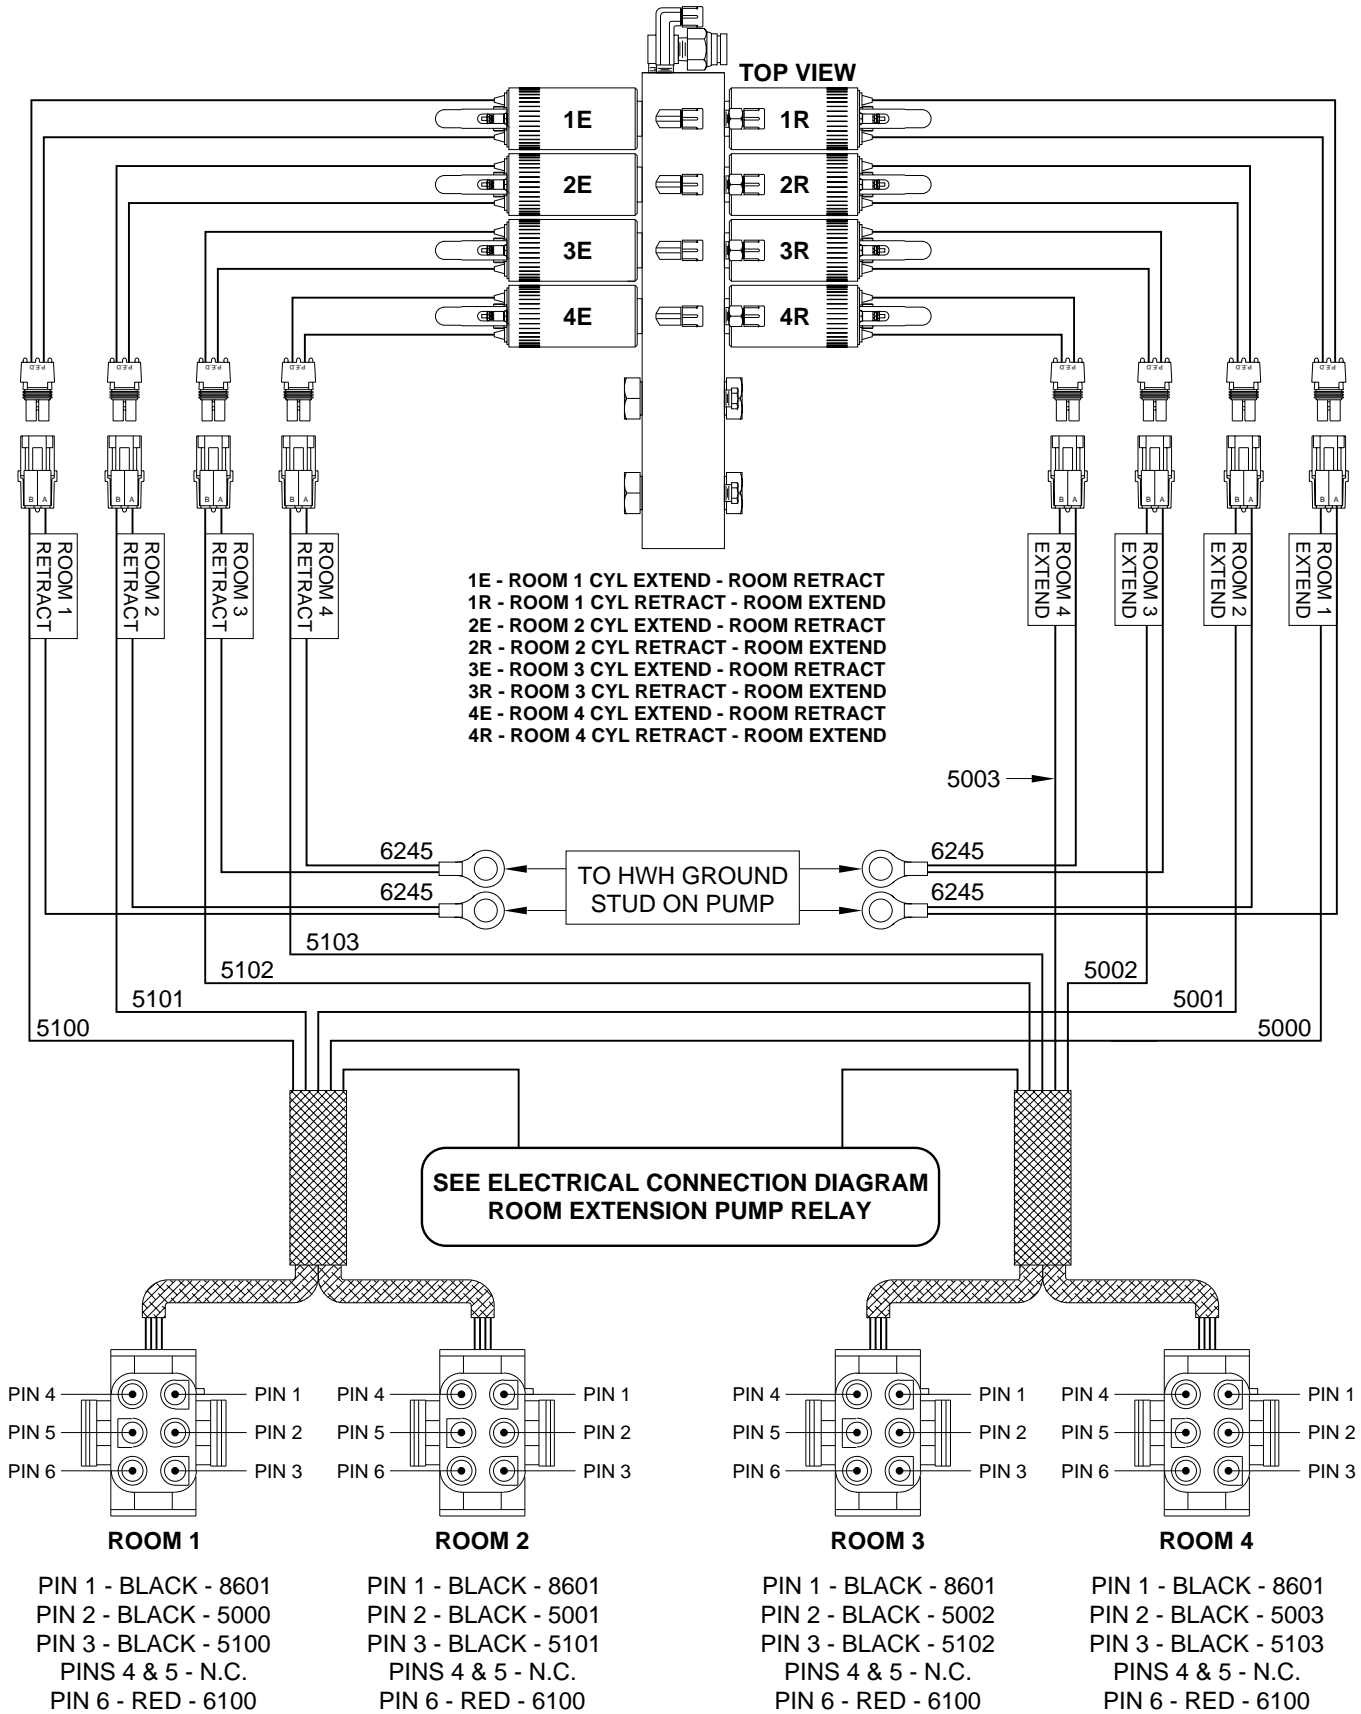 TOP VIEW
1E
1R
2E
2R
3E
3R
4E
4R
P.E.D
P.E.D
P.E.D
P.E.D
P.E.D
P.E.D
P.E.D
P.E.D
B A
B A
B A
B A
B A
B A
B A
B A
ROOM 1
RETRACT
ROOM 2
RETRACT
ROOM 3
RETRACT
ROOM 4
RETRACT
ROOM 4
EXTEND
ROOM 3
EXTEND
ROOM 2
EXTEND
ROOM 1
EXTEND
1E - ROOM 1 CYL EXTEND - ROOM RETRACT
1R - ROOM 1 CYL RETRACT - ROOM EXTEND
2E - ROOM 2 CYL EXTEND - ROOM RETRACT
2R - ROOM 2 CYL RETRACT - ROOM EXTEND
3E - ROOM 3 CYL EXTEND - ROOM RETRACT
3R - ROOM 3 CYL RETRACT - ROOM EXTEND
4E - ROOM 4 CYL EXTEND - ROOM RETRACT
4R - ROOM 4 CYL RETRACT - ROOM EXTEND
5003
6245
6245
TO HWH GROUND
STUD ON PUMP
6245
6245
5103
5102
5002
5101
5001
5100
5000
SEE ELECTRICAL CONNECTION DIAGRAM
ROOM EXTENSION PUMP RELAY
PIN 4
PIN 1
PIN 5
PIN 2
PIN 6
PIN 3
ROOM 1
PIN 1 - BLACK - 8601
PIN 2 - BLACK - 5000
PIN 3 - BLACK - 5100
PINS 4 & 5 - N.C.
PIN 6 - RED - 6100
PIN 4
PIN 1
PIN 5
PIN 2
PIN 6
PIN 3
ROOM 2
PIN 1 - BLACK - 8601
PIN 2 - BLACK - 5001
PIN 3 - BLACK - 5101
PINS 4 & 5 - N.C.
PIN 6 - RED - 6100
PIN 4
PIN 1
PIN 5
PIN 2
PIN 6
PIN 3
ROOM 3
PIN 1 - BLACK - 8601
PIN 2 - BLACK - 5002
PIN 3 - BLACK - 5102
PINS 4 & 5 - N.C.
PIN 6 - RED - 6100
PIN 4
PIN 1
PIN 5
PIN 2
PIN 6
PIN 3
ROOM 4
PIN 1 - BLACK - 8601
PIN 2 - BLACK - 5003
PIN 3 - BLACK - 5103
PINS 4 & 5 - N.C.
PIN 6 - RED - 6100